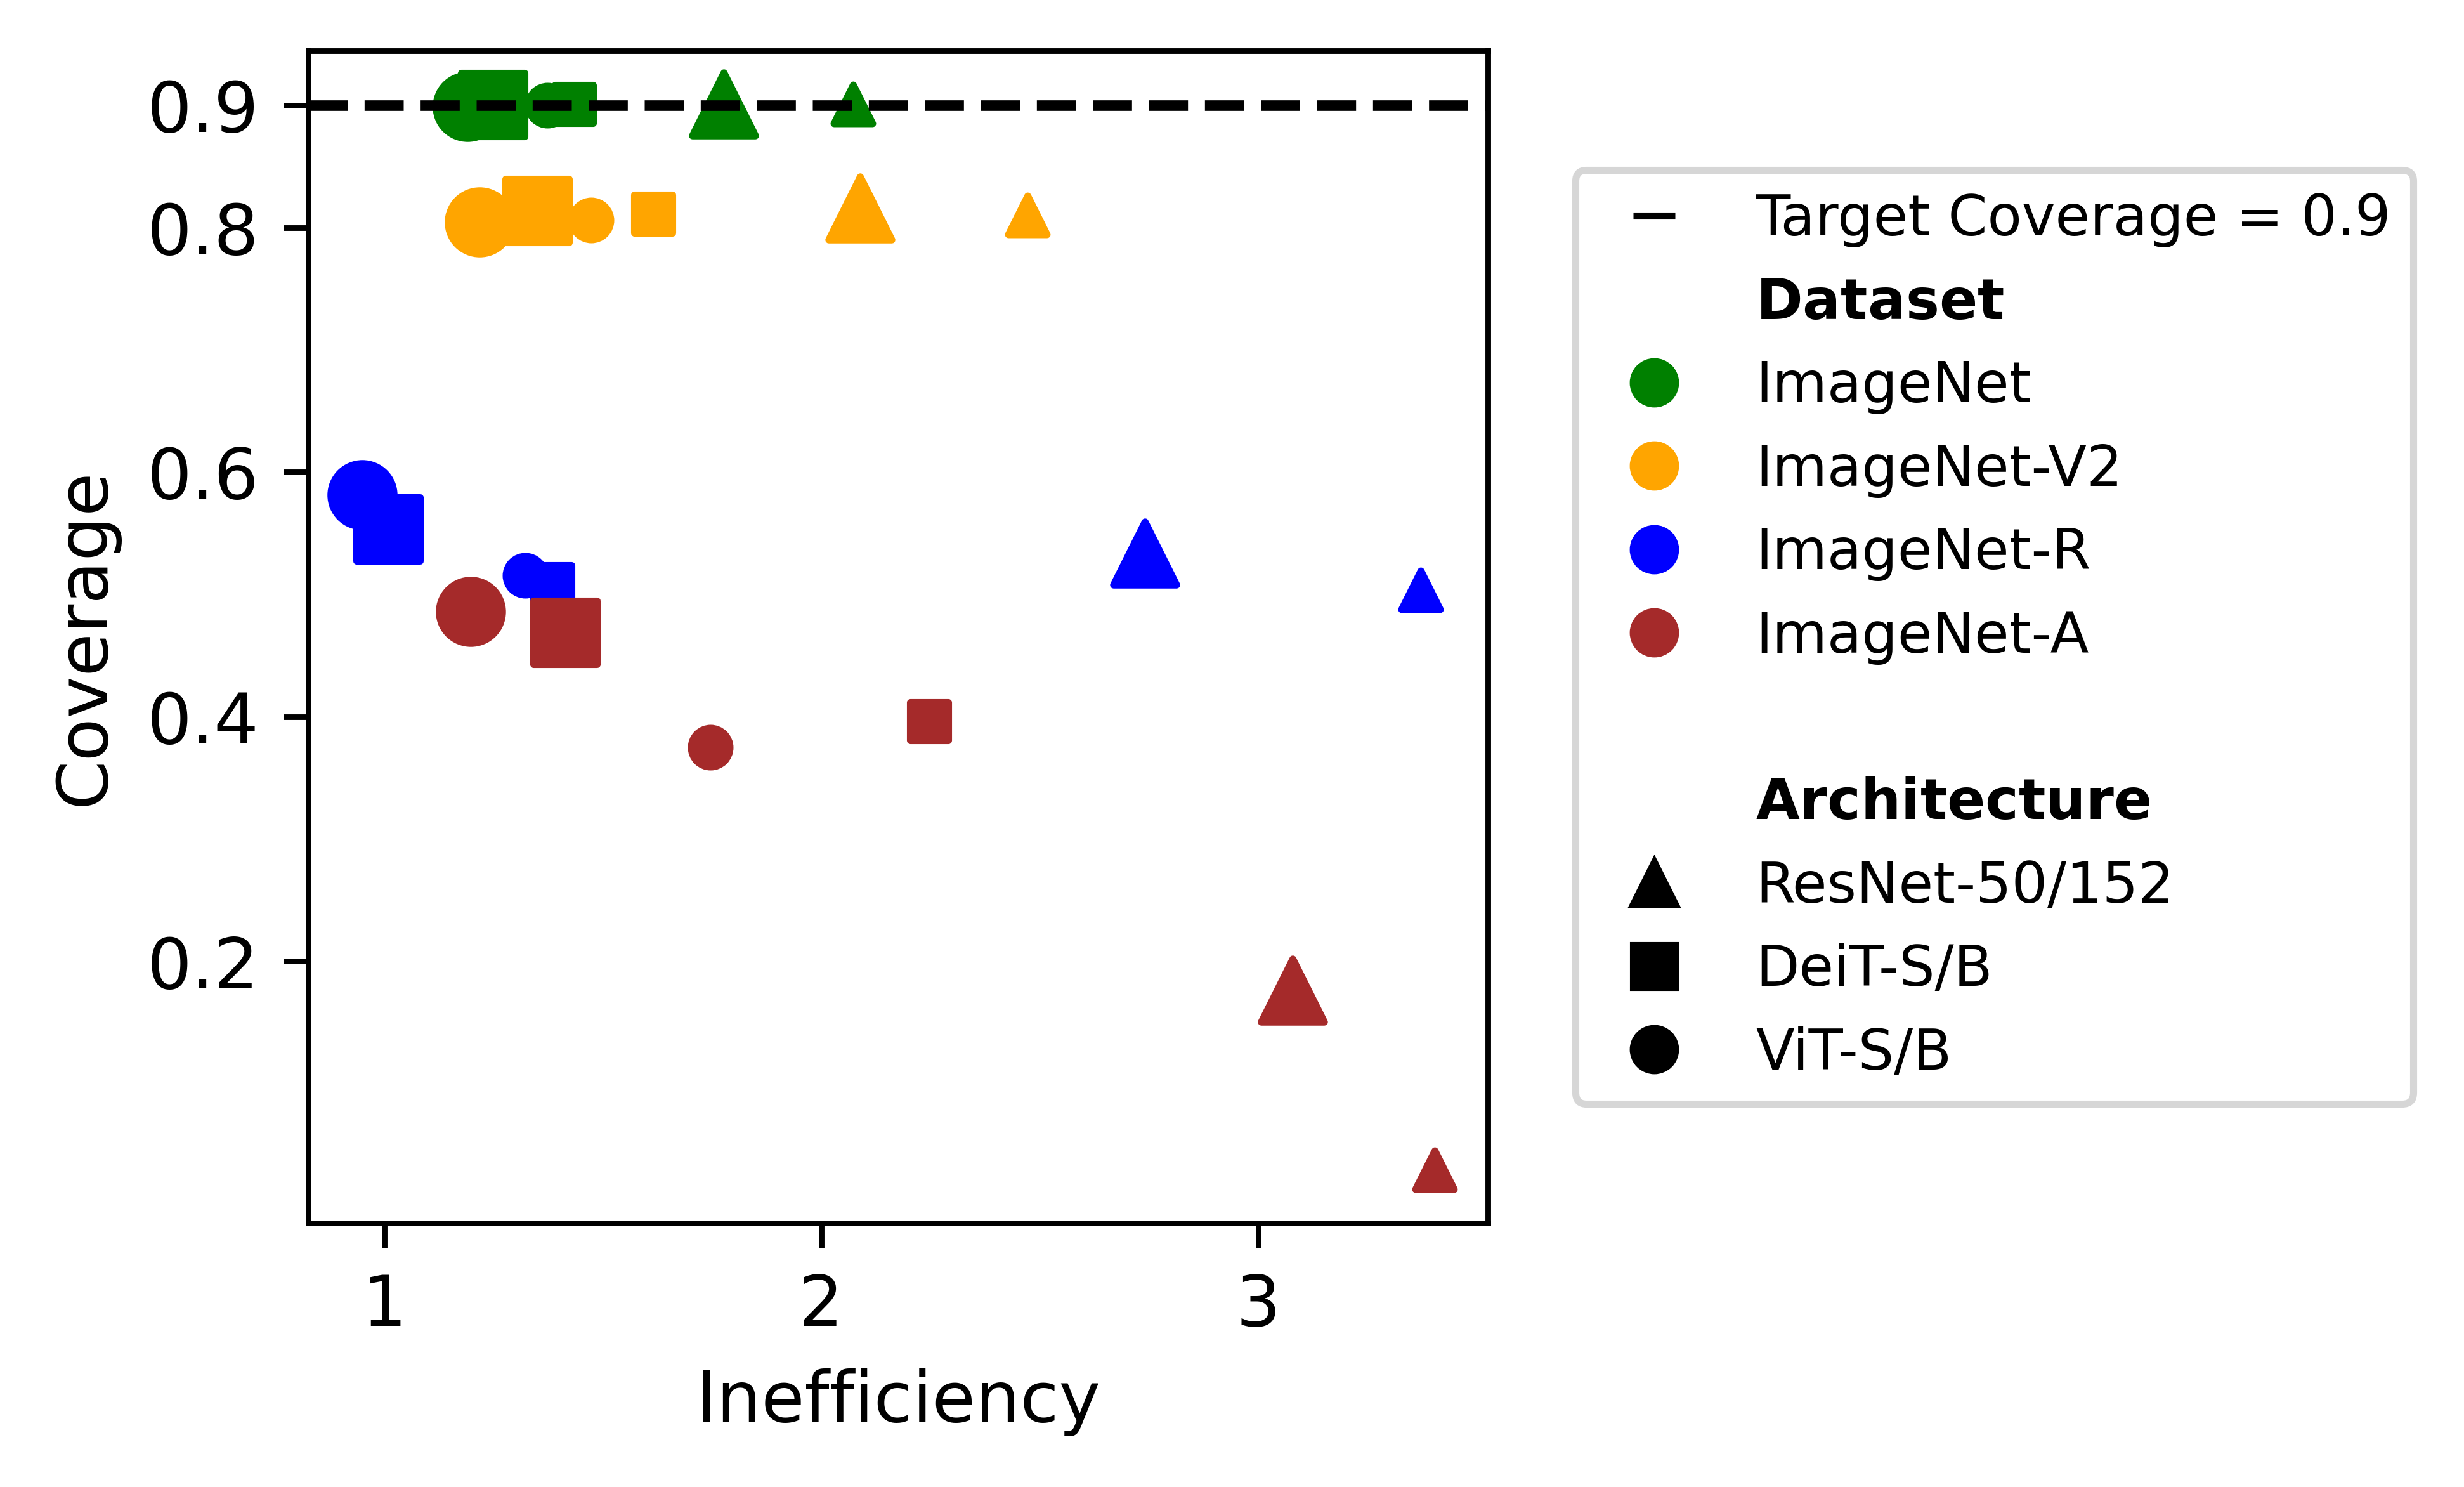 0.9
0.8
0.6
0.4
0.2
Coverage
1 2 3
Inefficiency
Target Coverage = 0.9
Dataset
ImageNet
ImageNet-V2
ImageNet-R
ImageNet-A
Architecture
ResNet-50/152
DeiT-S/B
ViT-S/B